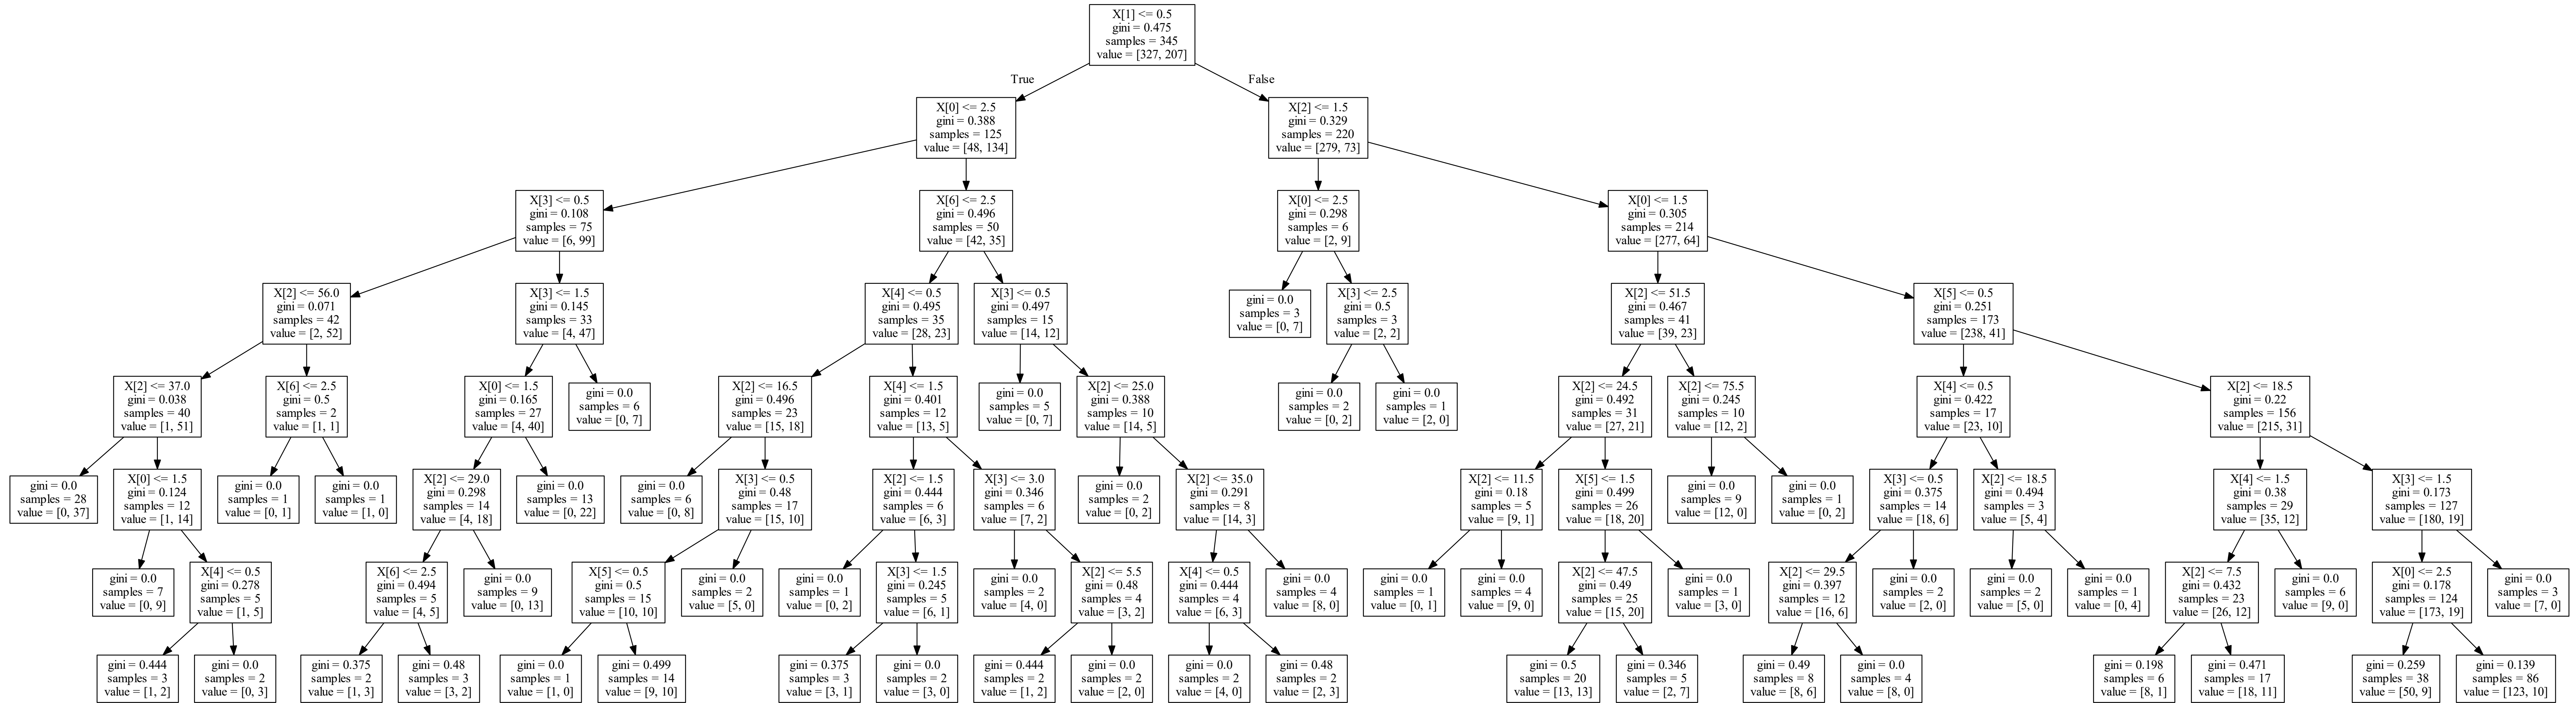 X[1] <= 0.5
gini = 0.475
samples = 345
value = [327, 207]
True
False
X[0] <= 2.5
gini = 0.388
samples = 125
value = [48, 134]
X[2] <= 1.5
gini = 0.329
samples = 220
value = [279, 73]
X[3] <= 0.5
gini = 0.108
samples = 75
value = [6, 99]
X[6] <= 2.5
gini = 0.496
samples = 50
value = [42, 35]
X[0] <= 2.5
gini = 0.298
samples = 6
value = [2, 9]
X[0] <= 1.5
gini = 0.305
samples = 214
value = [277, 64]
X[2] <= 56.0
gini = 0.071
samples = 42
value = [2, 52]
X[3] <= 1.5
gini = 0.145
samples = 33
value = [4, 47]
X[4] <= 0.5
gini = 0.495
samples = 35
value = [28, 23]
X[3] <= 0.5
gini = 0.497
samples = 15
value = [14, 12]
gini = 0.0
samples = 3
value = [0, 7]
X[3] <= 2.5
gini = 0.5
samples = 3
value = [2, 2]
X[2] <= 51.5
gini = 0.467
samples = 41
value = [39, 23]
X[5] <= 0.5
gini = 0.251
samples = 173
value = [238, 41]
X[2] <= 37.0
gini = 0.038
samples = 40
value = [1, 51]
X[6] <= 2.5
gini = 0.5
samples = 2
value = [1, 1]
X[0] <= 1.5
gini = 0.165
samples = 27
value = [4, 40]
gini = 0.0
samples = 6
value = [0, 7]
X[2] <= 16.5
gini = 0.496
samples = 23
value = [15, 18]
X[4] <= 1.5
gini = 0.401
samples = 12
value = [13, 5]
gini = 0.0
samples = 5
value = [0, 7]
X[2] <= 25.0
gini = 0.388
samples = 10
value = [14, 5]
gini = 0.0
samples = 2
value = [0, 2]
gini = 0.0
samples = 1
value = [2, 0]
X[2] <= 24.5
gini = 0.492
samples = 31
value = [27, 21]
X[2] <= 75.5
gini = 0.245
samples = 10
value = [12, 2]
X[4] <= 0.5
gini = 0.422
samples = 17
value = [23, 10]
X[2] <= 18.5
gini = 0.22
samples = 156
value = [215, 31]
gini = 0.0
samples = 28
value = [0, 37]
X[0] <= 1.5
gini = 0.124
samples = 12
value = [1, 14]
gini = 0.0
samples = 1
value = [0, 1]
gini = 0.0
samples = 1
value = [1, 0]
X[2] <= 29.0
gini = 0.298
samples = 14
value = [4, 18]
gini = 0.0
samples = 13
value = [0, 22]
gini = 0.0
samples = 6
value = [0, 8]
X[3] <= 0.5
gini = 0.48
samples = 17
value = [15, 10]
X[2] <= 1.5
gini = 0.444
samples = 6
value = [6, 3]
X[3] <= 3.0
gini = 0.346
samples = 6
value = [7, 2]
gini = 0.0
samples = 2
value = [0, 2]
X[2] <= 35.0
gini = 0.291
samples = 8
value = [14, 3]
X[2] <= 11.5
gini = 0.18
samples = 5
value = [9, 1]
X[5] <= 1.5
gini = 0.499
samples = 26
value = [18, 20]
gini = 0.0
samples = 9
value = [12, 0]
gini = 0.0
samples = 1
value = [0, 2]
X[3] <= 0.5
gini = 0.375
samples = 14
value = [18, 6]
X[2] <= 18.5
gini = 0.494
samples = 3
value = [5, 4]
X[4] <= 1.5
gini = 0.38
samples = 29
value = [35, 12]
X[3] <= 1.5
gini = 0.173
samples = 127
value = [180, 19]
gini = 0.0
samples = 7
value = [0, 9]
X[4] <= 0.5
gini = 0.278
samples = 5
value = [1, 5]
X[6] <= 2.5
gini = 0.494
samples = 5
value = [4, 5]
gini = 0.0
samples = 9
value = [0, 13]
X[5] <= 0.5
gini = 0.5
samples = 15
value = [10, 10]
gini = 0.0
samples = 2
value = [5, 0]
gini = 0.0
samples = 1
value = [0, 2]
X[3] <= 1.5
gini = 0.245
samples = 5
value = [6, 1]
gini = 0.0
samples = 2
value = [4, 0]
X[2] <= 5.5
gini = 0.48
samples = 4
value = [3, 2]
X[4] <= 0.5
gini = 0.444
samples = 4
value = [6, 3]
gini = 0.0
samples = 4
value = [8, 0]
gini = 0.0
samples = 1
value = [0, 1]
gini = 0.0
samples = 4
value = [9, 0]
X[2] <= 47.5
gini = 0.49
samples = 25
value = [15, 20]
gini = 0.0
samples = 1
value = [3, 0]
X[2] <= 29.5
gini = 0.397
samples = 12
value = [16, 6]
gini = 0.0
samples = 2
value = [2, 0]
gini = 0.0
samples = 2
value = [5, 0]
gini = 0.0
samples = 1
value = [0, 4]
X[2] <= 7.5
gini = 0.432
samples = 23
value = [26, 12]
gini = 0.0
samples = 6
value = [9, 0]
X[0] <= 2.5
gini = 0.178
samples = 124
value = [173, 19]
gini = 0.0
samples = 3
value = [7, 0]
gini = 0.444
samples = 3
value = [1, 2]
gini = 0.0
samples = 2
value = [0, 3]
gini = 0.375
samples = 2
value = [1, 3]
gini = 0.48
samples = 3
value = [3, 2]
gini = 0.0
samples = 1
value = [1, 0]
gini = 0.499
samples = 14
value = [9, 10]
gini = 0.375
samples = 3
value = [3, 1]
gini = 0.0
samples = 2
value = [3, 0]
gini = 0.444
samples = 2
value = [1, 2]
gini = 0.0
samples = 2
value = [2, 0]
gini = 0.0
samples = 2
value = [4, 0]
gini = 0.48
samples = 2
value = [2, 3]
gini = 0.5
samples = 20
value = [13, 13]
gini = 0.346
samples = 5
value = [2, 7]
gini = 0.49
samples = 8
value = [8, 6]
gini = 0.0
samples = 4
value = [8, 0]
gini = 0.198
samples = 6
value = [8, 1]
gini = 0.471
samples = 17
value = [18, 11]
gini = 0.259
samples = 38
value = [50, 9]
gini = 0.139
samples = 86
value = [123, 10]